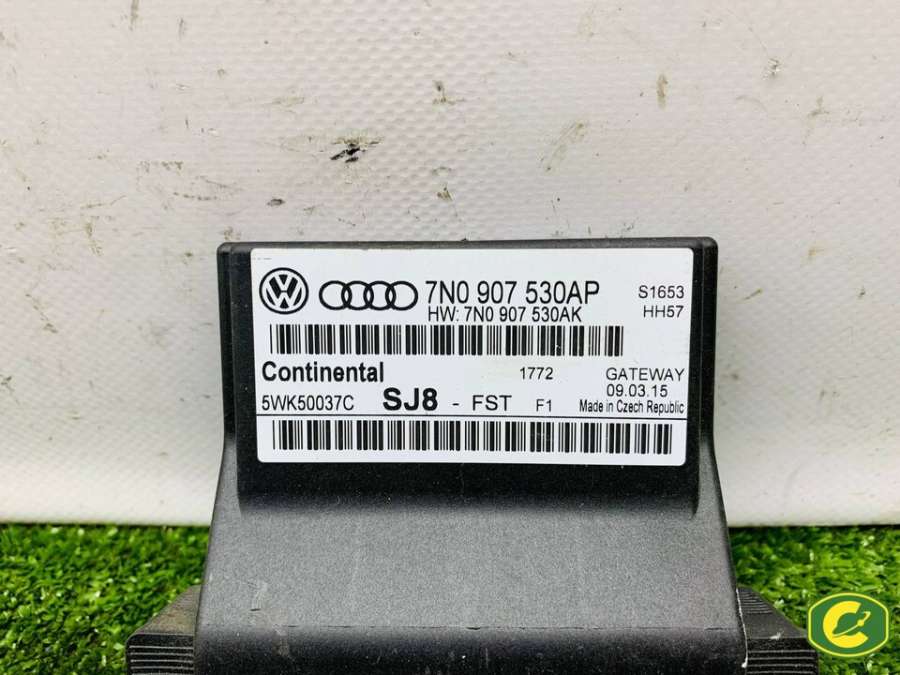 7N0 907 530AP
S1653
HW: 7N0 907 530AK
HH57
Continental
1772
GATEWAY
09.03.15
5WK50037C SJ8 - FST F1
Made in Czech Republic